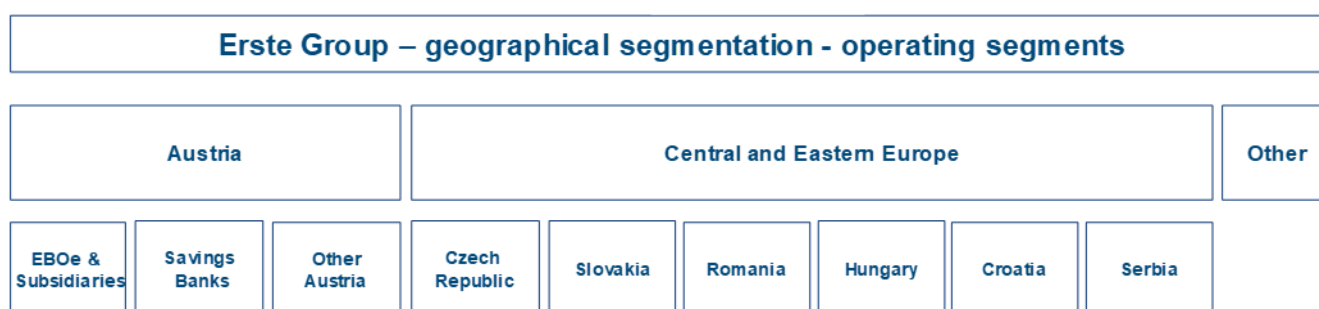 Erste Group – geographical segmentation - operating segments
Austria
Central and Eastern Europe
Other
EBOe &
Subsidiaries
Savings
Banks
Other
Austria
Czech
Republic
Slovakia
Romania
Hungary
Croatia
Serbia